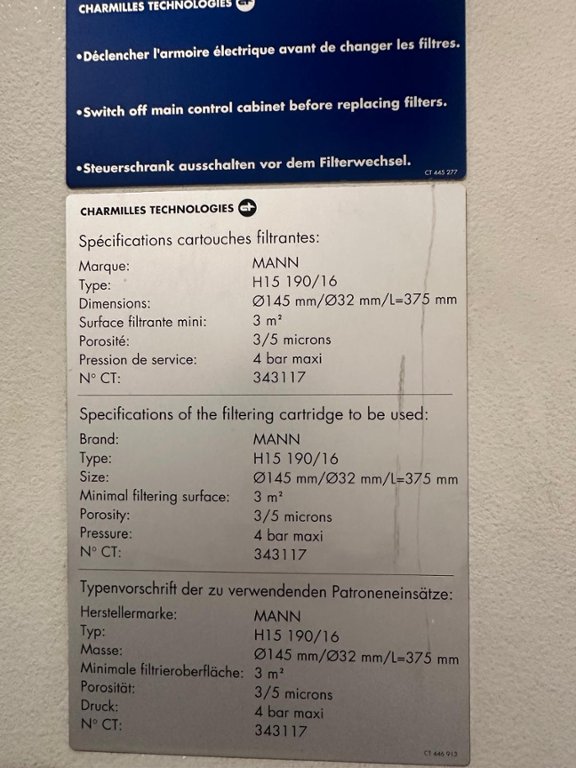 CHARMILLES TECHNOLOGIES
•Déclencher l'armoire électrique avant de changer les filtres.
•Switch off main control cabinet before replacing filters.
•Steuerschrank ausschalten vor dem Filterwechsel.
CT 445 277
CHARMILLES TECHNOLOGIES
Spécifications cartouches filtrantes:
Marque: MANN
Type: H15 190/16
Dimensions: Ø145 mm/Ø32 mm/L=375 mm
Surface filtrante mini: 3 m²
Porosité: 3/5 microns
Pression de service: 4 bar maxi
N° CT: 343117
Specifications of the filtering cartridge to be used:
Brand: MANN
Type: H15 190/16
Size: Ø145 mm/Ø32 mm/L=375 mm
Minimal filtering surface: 3 m²
Porosity: 3/5 microns
Pressure: 4 bar maxi
N° CT: 343117
Typenvorschrift der zu verwendenden Patroneneinsätze:
Herstellermarke: MANN
Typ: H15 190/16
Masse: Ø145 mm/Ø32 mm/L=375 mm
Minimale filtrieroberfläche: 3 m²
Porosität: 3/5 microns
Druck: 4 bar maxi
N° CT: 343117
CT 446 913